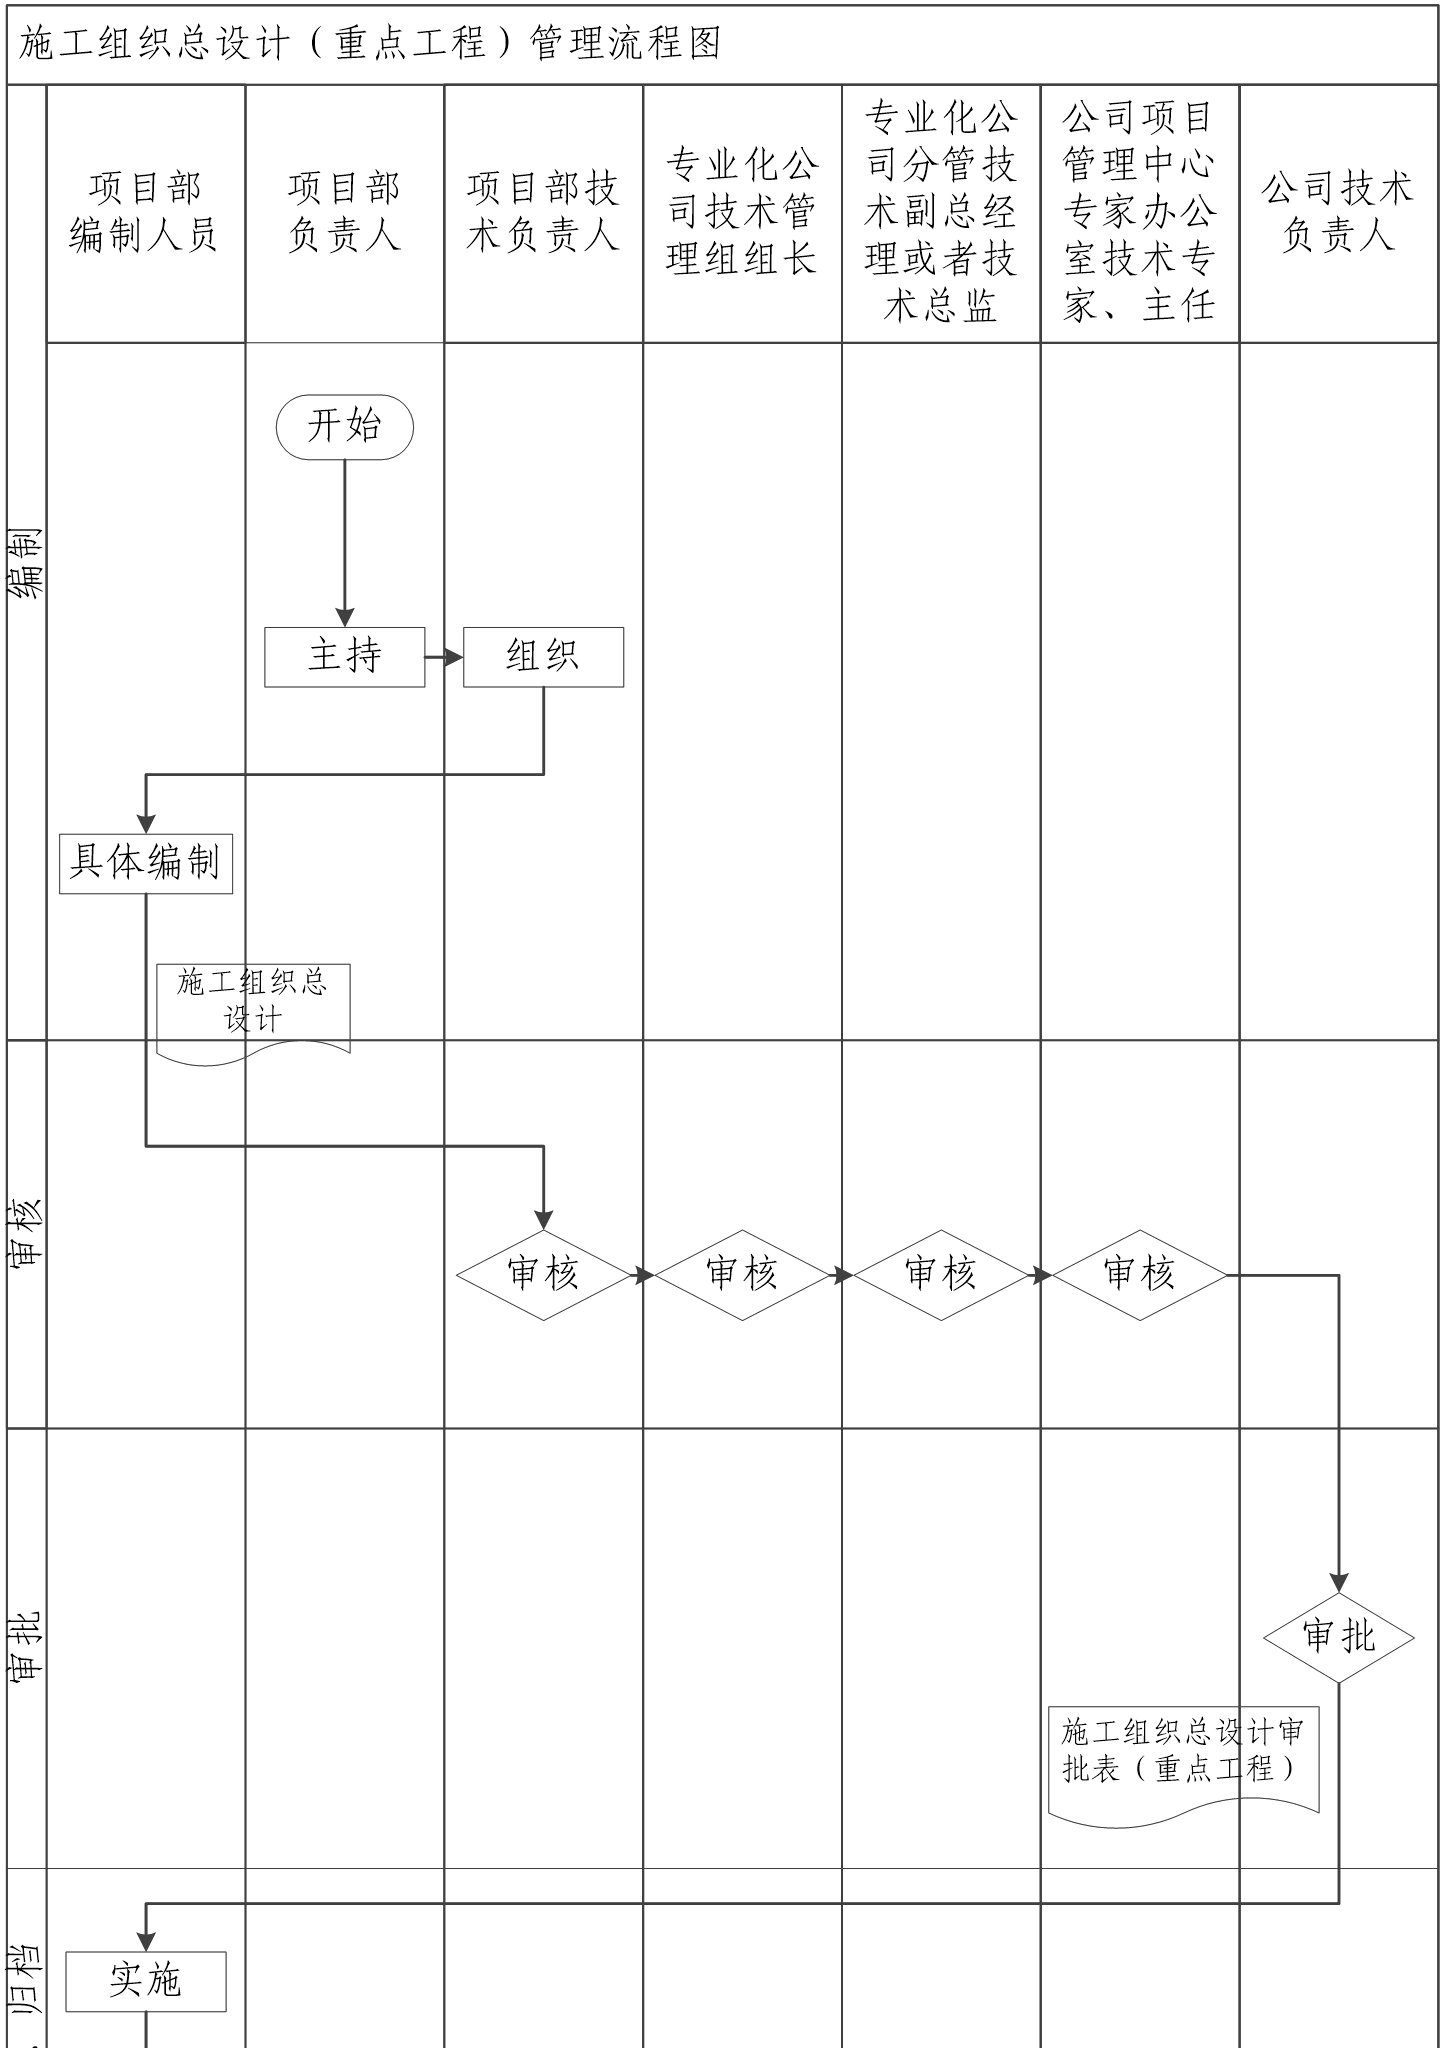 施工组织总设计（重点工程）管理流程图
项目部
编制人员
项目部
负责人
项目部技
术负责人
专业化公
司技术管
理组组长
专业化公
司分管技
术副总经
理或者技
术总监
公司项目
管理中心
专家办公
室技术专
家、主任
公司技术
负责人
编制
开始
主持
组织
具体编制
施工组织总
设计
审核
审核
审核
审核
审核
审批
审批
施工组织总设计审
批表（重点工程）
归档
实施